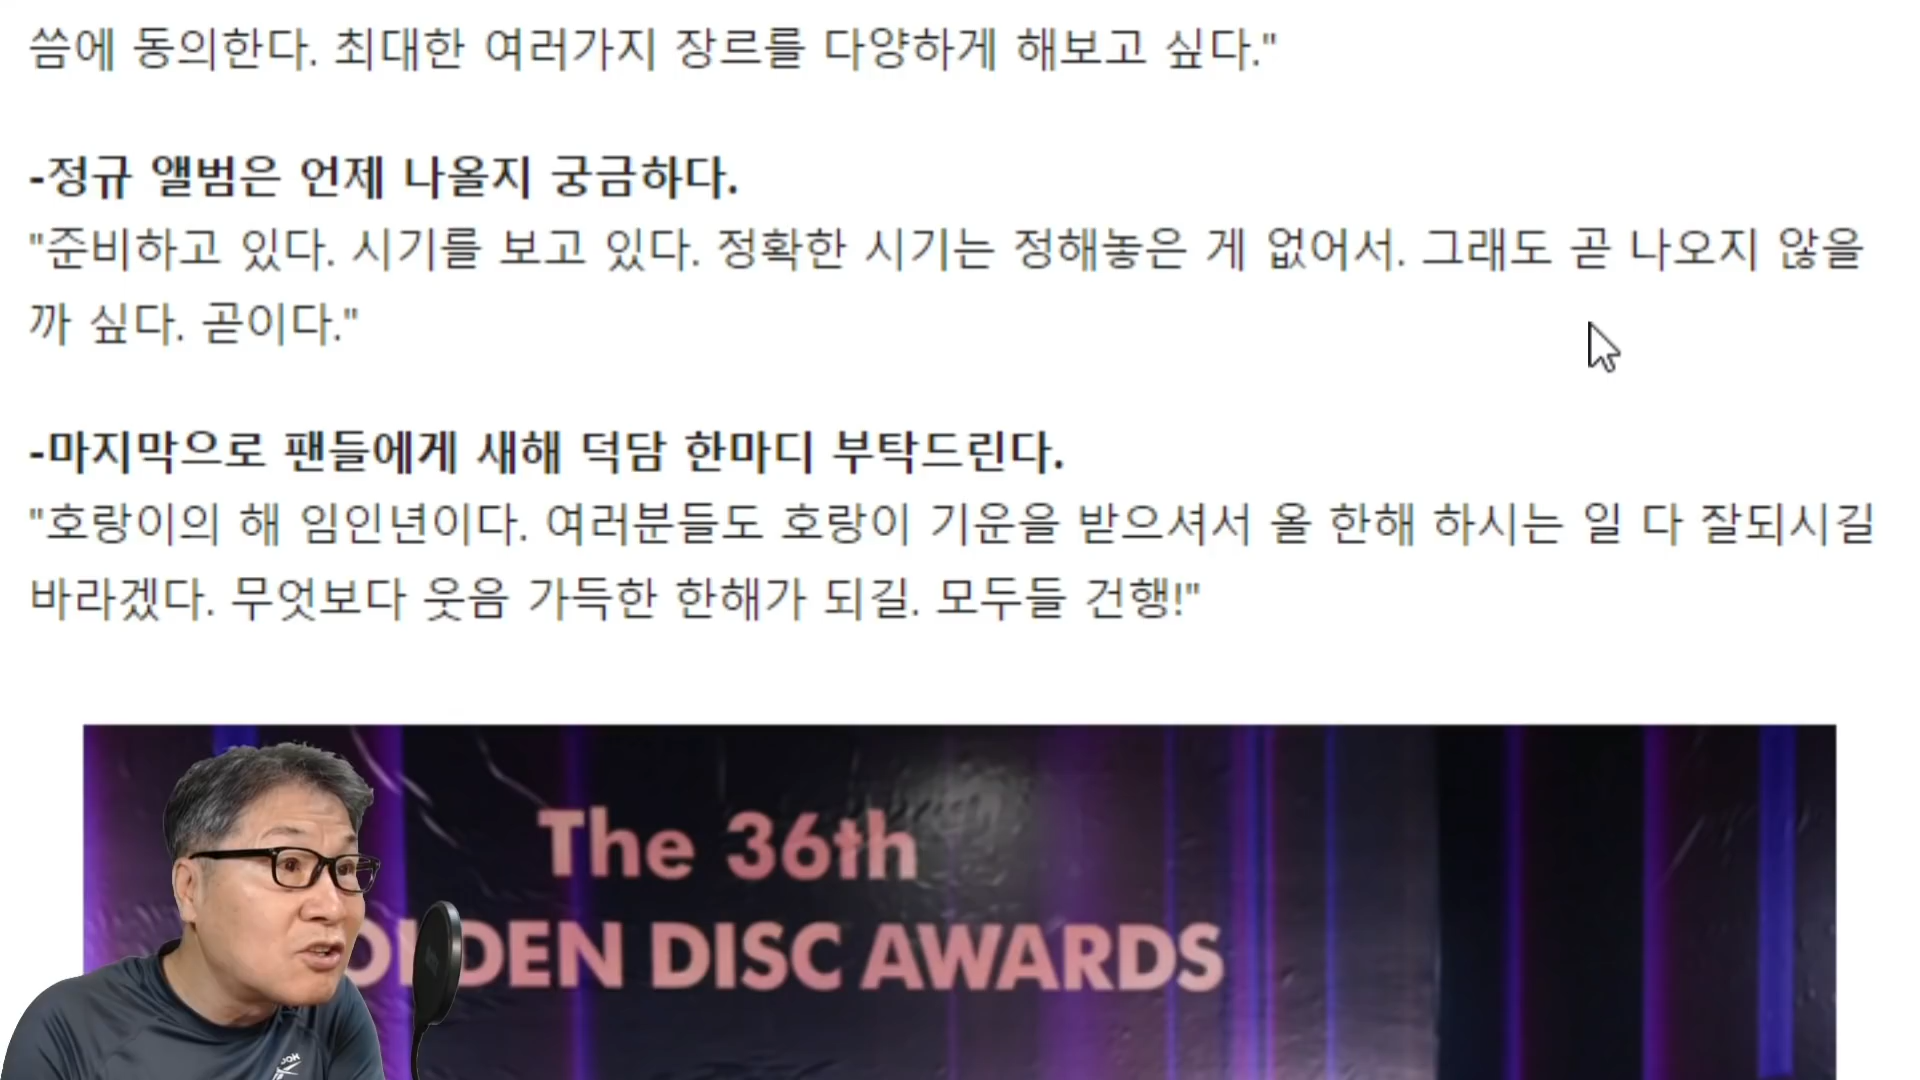 씀에 동의한다. 최대한 여러가지 장르를 다양하게 해보고 싶다."
-정규 앨범은 언제 나올지 궁금하다.
"준비하고 있다. 시기를 보고 있다. 정확한 시기는 정해놓은 게 없어서. 그래도 곧 나오지 않을
까 싶다. 곧이다."
-마지막으로 팬들에게 새해 덕담 한마디 부탁드린다.
"호랑이의 해 임인년이다. 여러분들도 호랑이 기운을 받으셔서 올 한해 하시는 일 다 잘되시길
바라겠다. 무엇보다 웃음 가득한 한해가 되길. 모두들 건행!"
The 36th
OLDEN DISC AWARDS